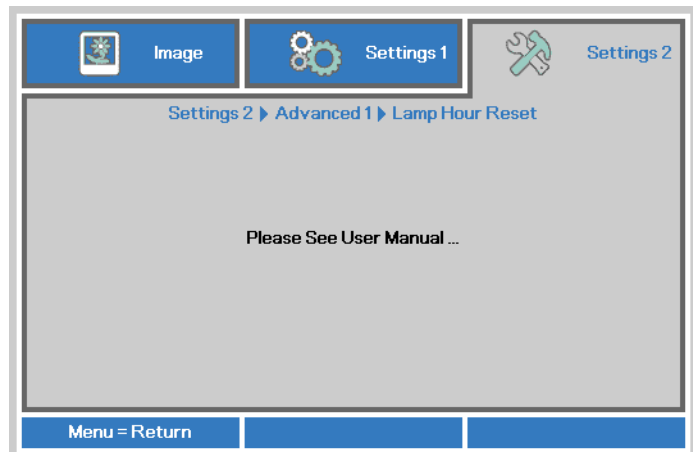 Image
Settings 1
Settings 2
Settings 2 ▶ Advanced 1 ▶ Lamp Hour Reset
Please See User Manual ...
Menu = Return